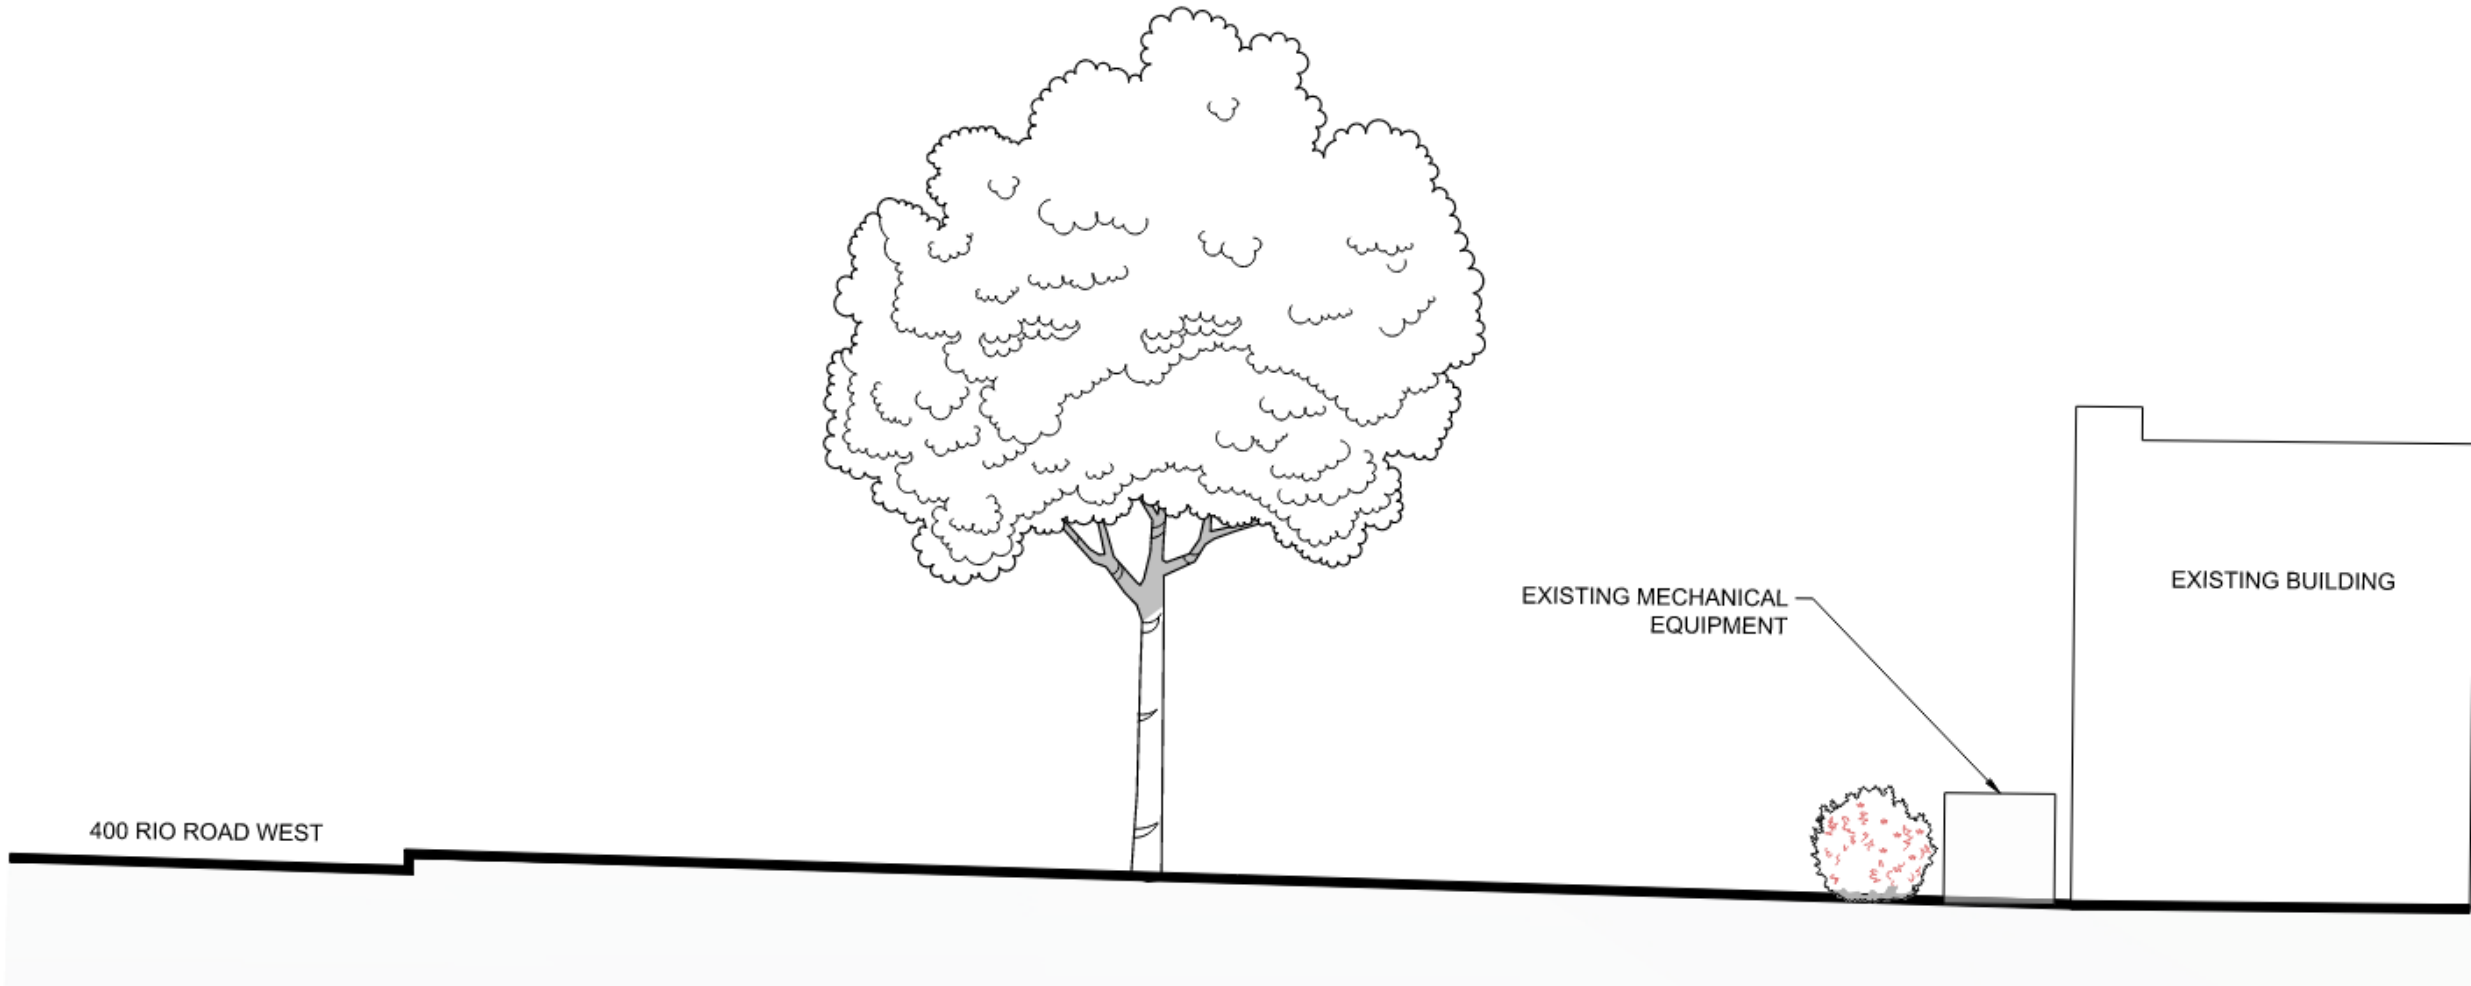 EXISTING BUILDING
EXISTING MECHANICAL
EQUIPMENT
400 RIO ROAD WEST